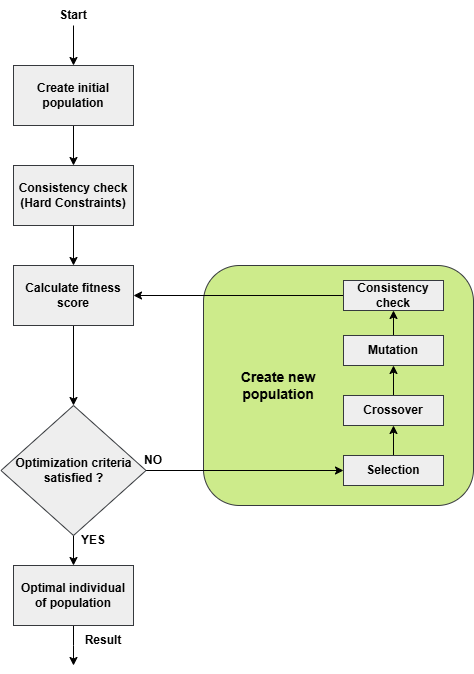 Start
Create initial
population
Consistency check
(Hard Constraints)
Calculate fitness
score
Consistency
check
Mutation
Create new
population
Crossover
Optimization criteria
satisfied ?
NO
Selection
YES
Optimal individual
of population
Result